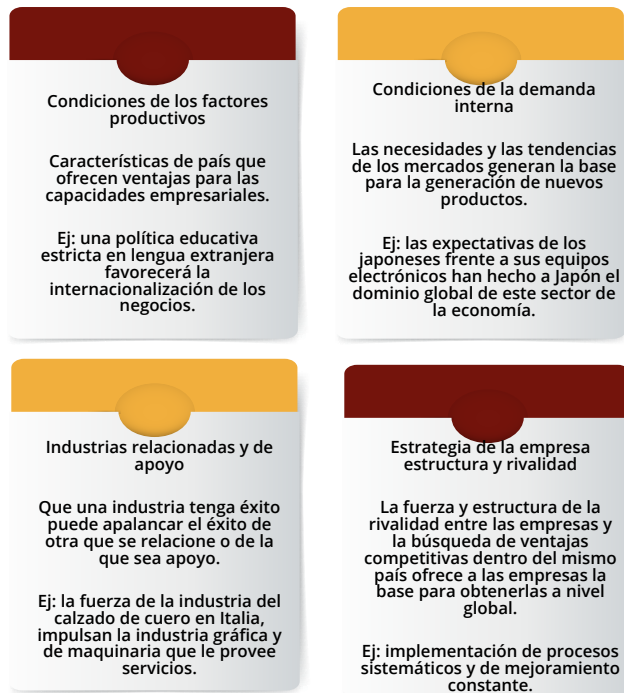 Condiciones de los factores
productivos
Características de país que
ofrecen ventajas para las
capacidades empresariales.
Ej: una política educativa
estricta en lengua extranjera
favorecerá la
internacionalización de los
negocios.
Condiciones de la demanda
interna
Las necesidades y las tendencias
de los mercados generan la base
para la generación de nuevos
productos.
Ej: las expectativas de los
japoneses frente a sus equipos
electrónicos han hecho a Japón el
dominio global de este sector de
la economía.
Industrias relacionadas y de
apoyo
Que una industria tenga éxito
puede apalancar el éxito de
otra que se relacione o de la
que sea apoyo.
Ej: la fuerza de la industria del
calzado de cuero en Italia,
impulsan la industria gráfica y
de maquinaria que le provee
servicios.
Estrategia de la empresa
estructura y rivalidad
La fuerza y estructura de la
rivalidad entre las empresas y
la búsqueda de ventajas
competitivas dentro del mismo
país ofrece a las empresas la
base para obtenerlas a nivel
global.
Ej: implementación de procesos
sistemáticos y de mejoramiento
constante.